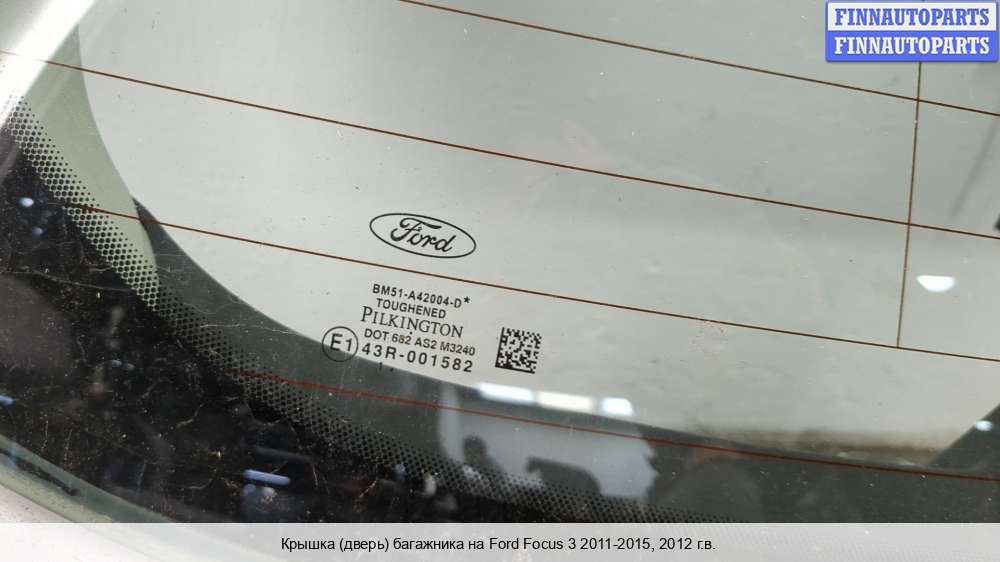 FINNAUTOPARTS
FINNAUTOPARTS
Ford
BM51-A42004-D*
TOUGHENED
PILKINGTON
DOT 682 AS2 M3240
E1 43R-001582
1 •
Крышка (дверь) багажника на Ford Focus 3 2011-2015, 2012 г.в.